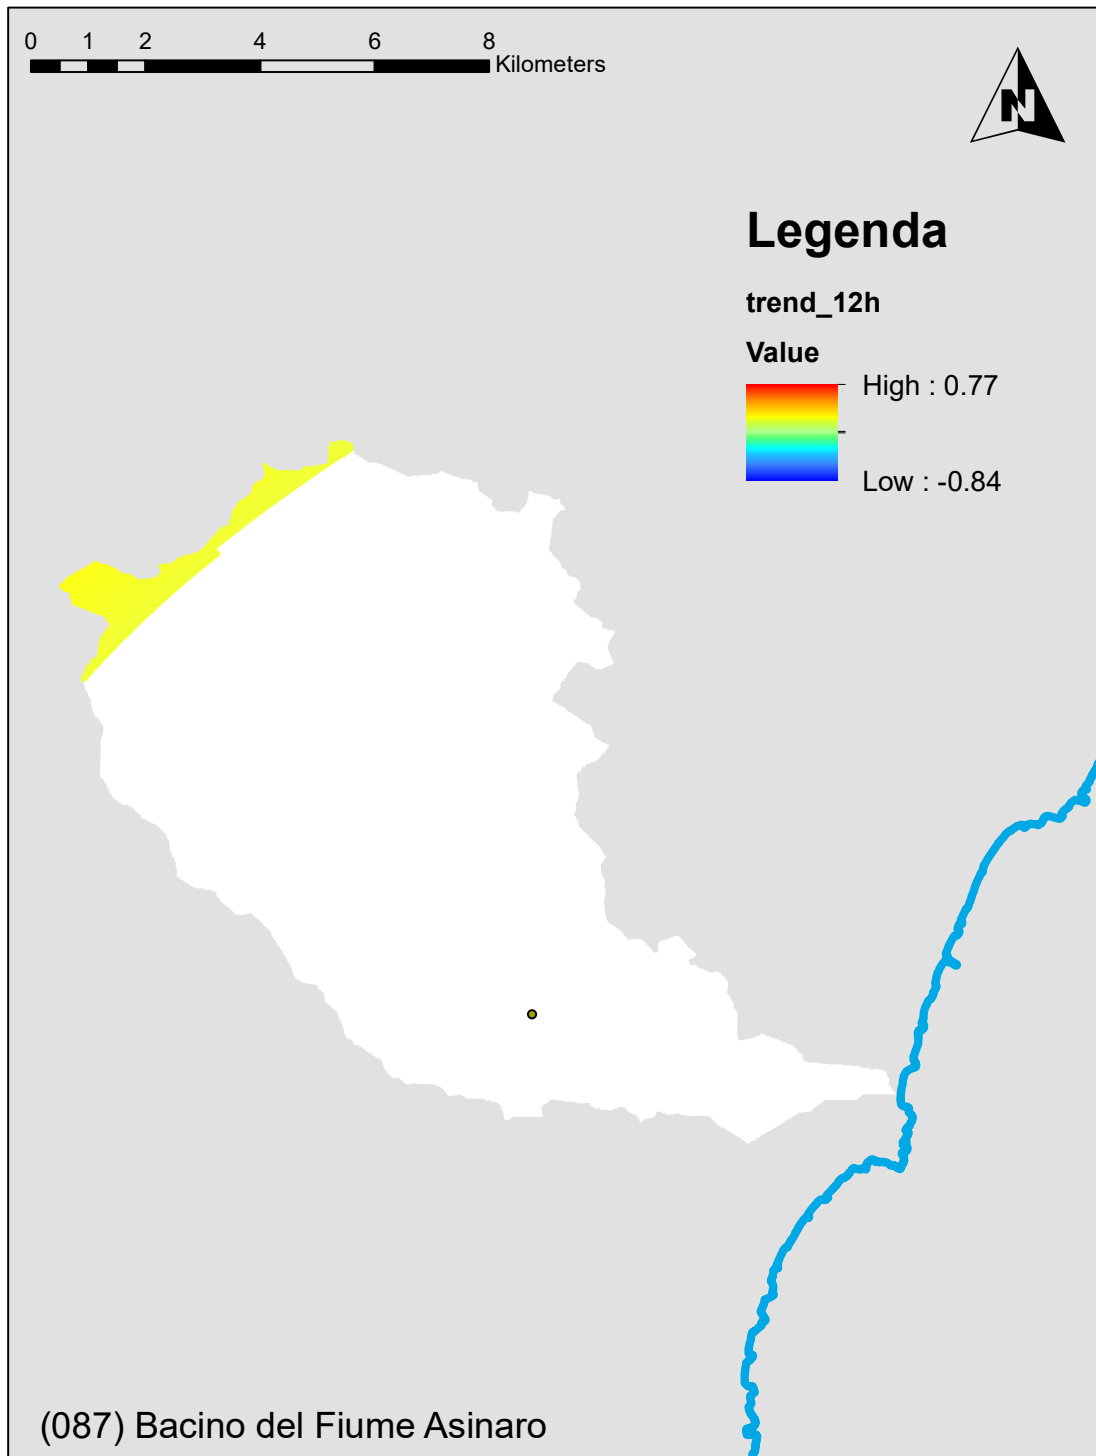 0 1 2 4 6 8
Kilometers
N
Legenda
trend_12h
Value
High : 0.77
Low : -0.84
(087) Bacino del Fiume Asinaro